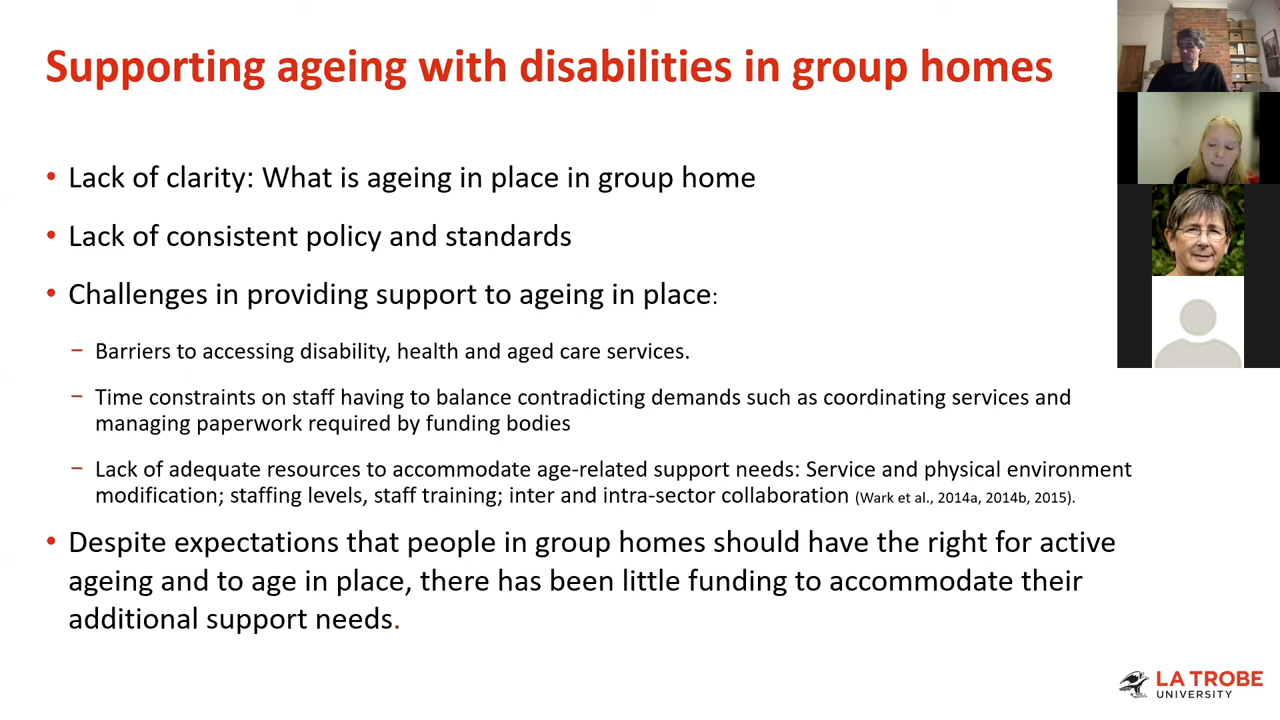 Supporting ageing with disabilities in group homes
• Lack of clarity: What is ageing in place in group home
• Lack of consistent policy and standards
• Challenges in providing support to ageing in place:
− Barriers to accessing disability, health and aged care services.
− Time constraints on staff having to balance contradicting demands such as coordinating services and
managing paperwork required by funding bodies
− Lack of adequate resources to accommodate age-related support needs: Service and physical environment
modification; staffing levels, staff training; inter and intra-sector collaboration (Wark et al., 2014a, 2014b, 2015).
• Despite expectations that people in group homes should have the right for active
ageing and to age in place, there has been little funding to accommodate their
additional support needs.
LA TROBE
UNIVERSITY